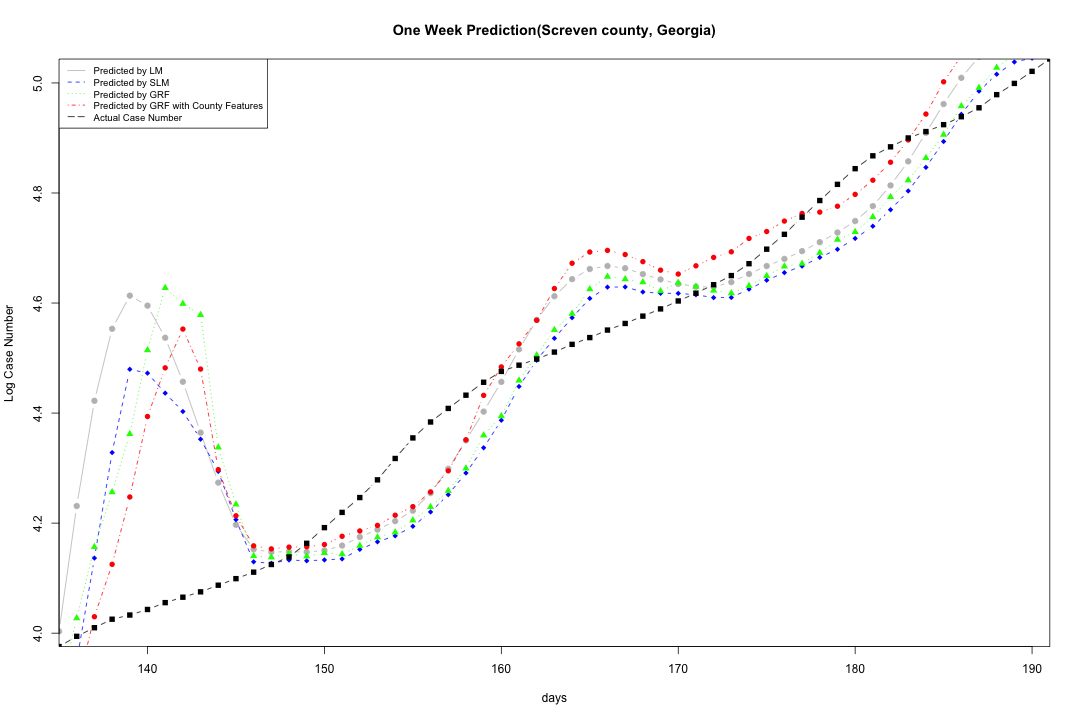 One Week Prediction(Screven county, Georgia)
Predicted by LM
Predicted by SLM
Predicted by GRF
Predicted by GRF with County Features
Actual Case Number
5.0
4.8
4.6
4.4
4.2
4.0
Log Case Number
140 150 160 170 180 190
days